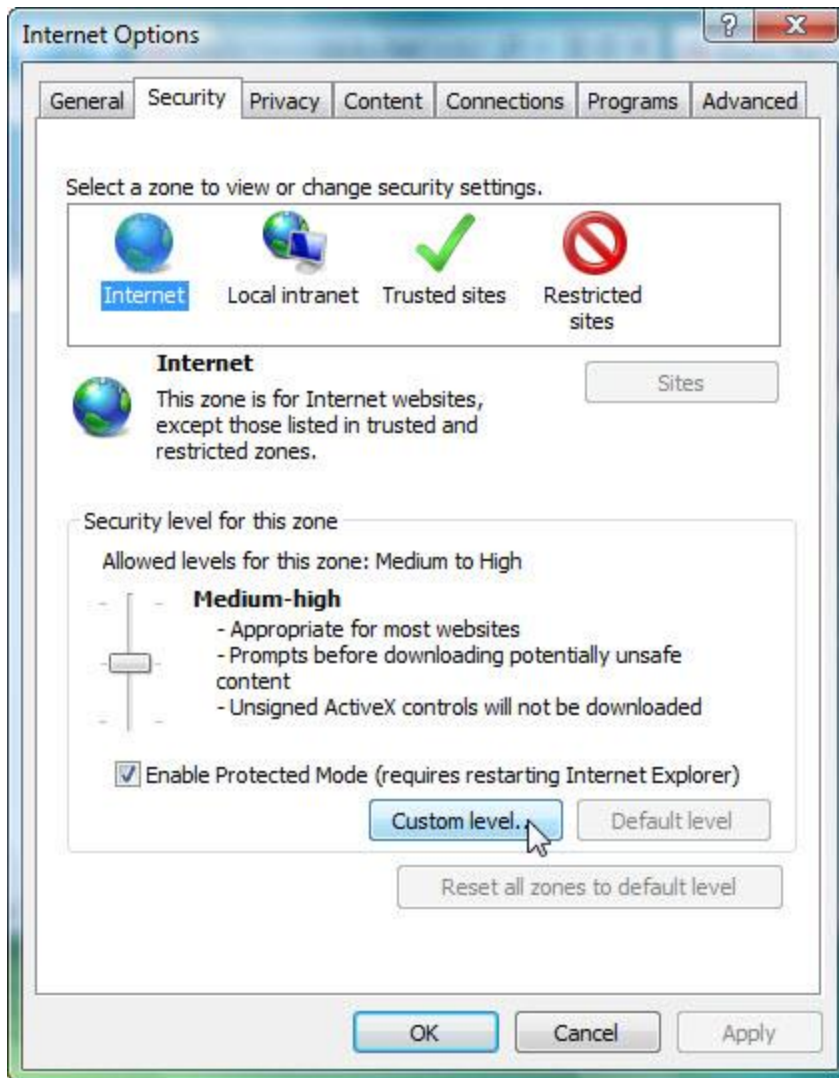 Internet Options
General Security Privacy Content Connections Programs Advanced
Select a zone to view or change security settings.
Internet Local intranet Trusted sites Restricted
sites
Internet
Sites
This zone is for Internet websites,
except those listed in trusted and
restricted zones.
Security level for this zone
Allowed levels for this zone: Medium to High
Medium-high
- Appropriate for most websites
- Prompts before downloading potentially unsafe
content
- Unsigned ActiveX controls will not be downloaded
Enable Protected Mode (requires restarting Internet Explorer)
Custom level... Default level
Reset all zones to default level
OK Cancel Apply